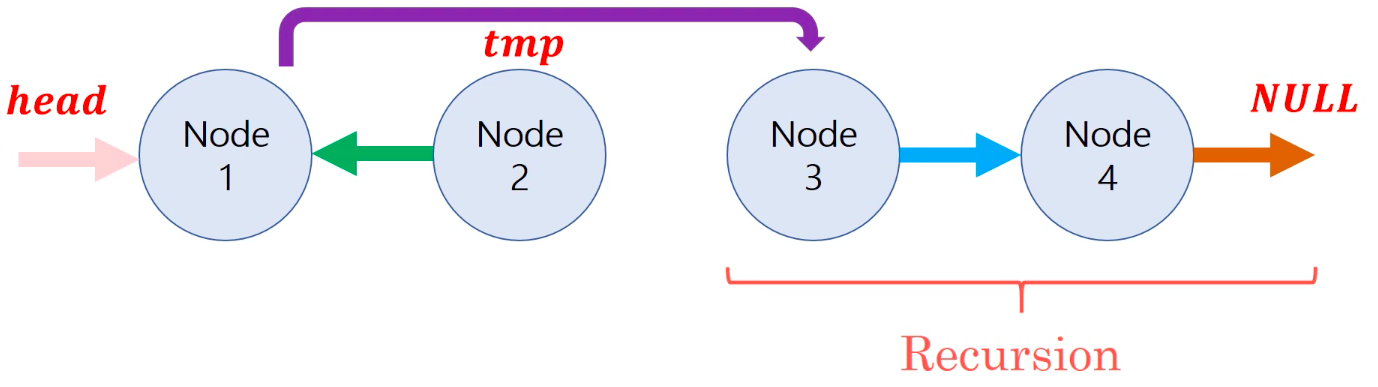 tmp
head
NULL
Node
1
Node
2
Node
3
Node
4
Recursion